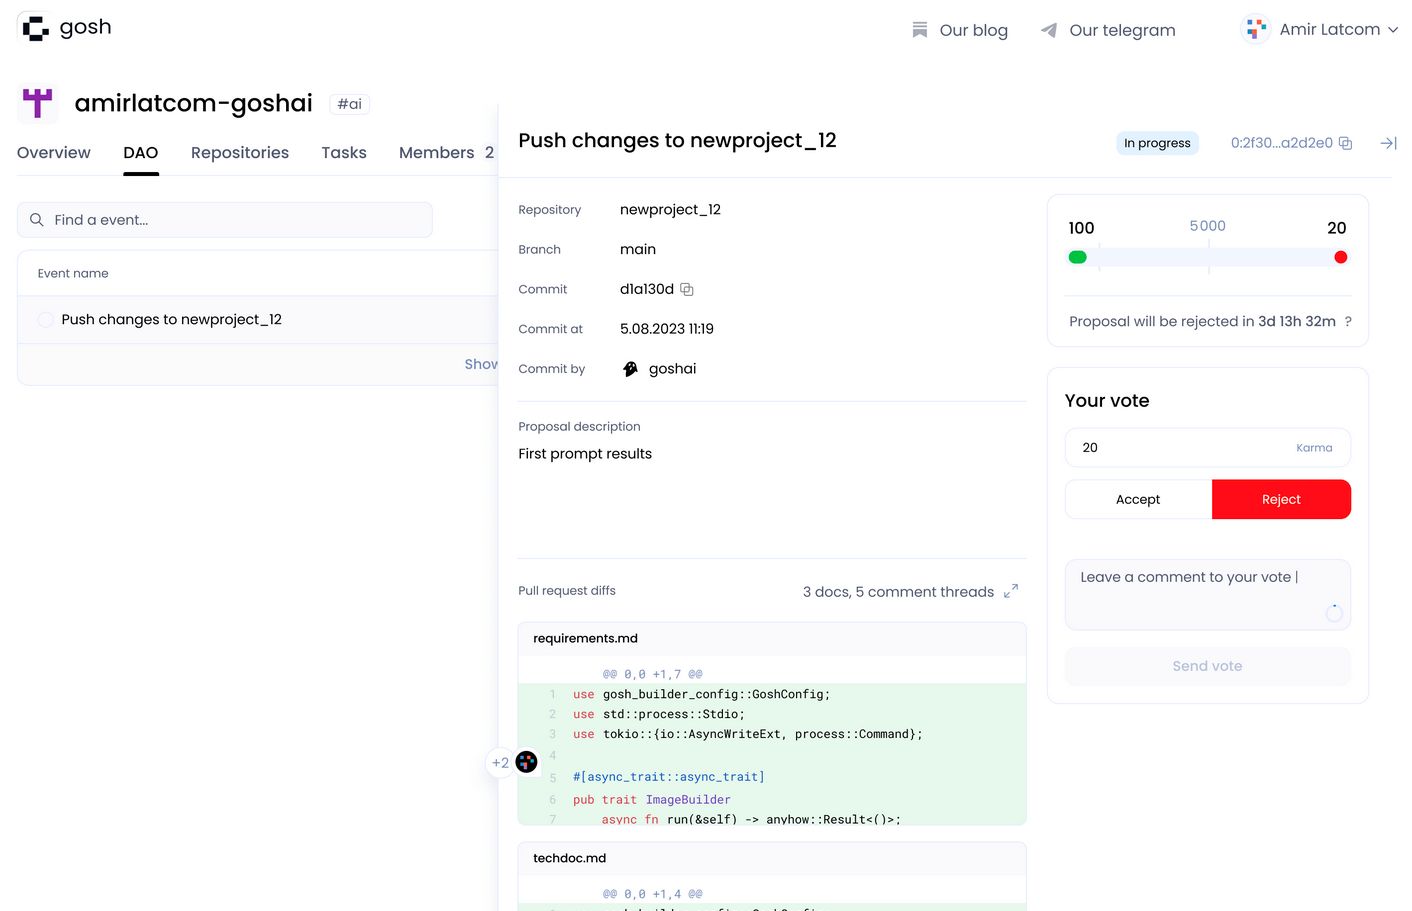 gosh
Our blog
Our telegram
Amir Latcom
amirlatcom-goshai
#ai
Overview
DAO
Repositories
Tasks
Members 2
Find a event...
Event name
Push changes to newproject_12
Show
Push changes to newproject_12
In progress
0:2f30...a2d2e0
Repository newproject_12
Branch main
Commit d1a130d
Commit at 5.08.2023 11:19
Commit by goshai
Proposal description
First prompt results
Pull request diffs
3 docs, 5 comment threads
requirements.md
@@ 0,0 +1,7 @@
1 use gosh_builder_config::GoshConfig;
2 use std::process::Stdio;
3 use tokio::{io::AsyncWriteExt, process::Command};
4
5 #[async_trait::async_trait]
6 pub trait ImageBuilder
7 async fn run(&self) -> anyhow::Result<()>;
+2
techdoc.md
@@ 0,0 +1,4 @@
100
5000
20
Proposal will be rejected in 3d 13h 32m ?
Your vote
20 Karma
Accept
Reject
Leave a comment to your vote |
Send vote